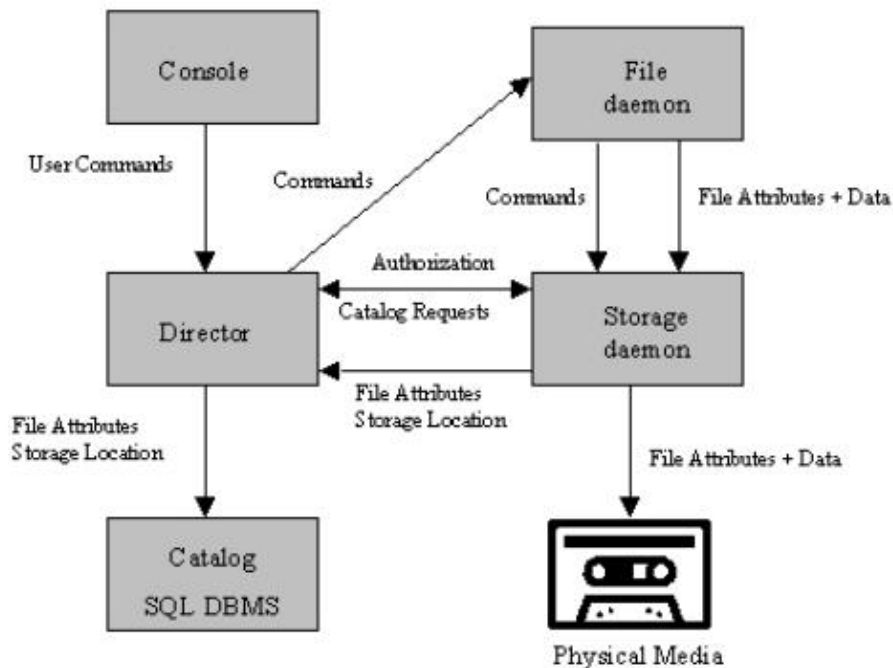 Console
File
daemon
User Commands
Commands
Commands
File Attributes + Data
Authorization
Director
Catalog Requests
Storage
daemon
File Attributes
Storage Location
File Attributes
Storage Location
File Attributes + Data
Catalog
SQL DBMS
Physical Media